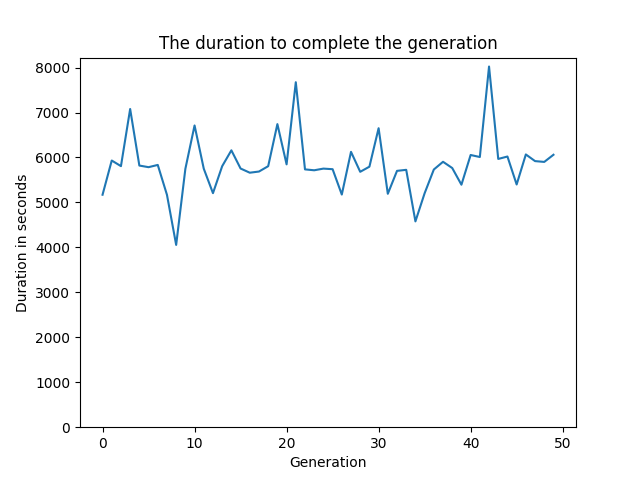 The duration to complete the generation
8000
7000
6000
5000
4000
3000
2000
1000
0
Duration in seconds
0 10 20 30 40 50
Generation